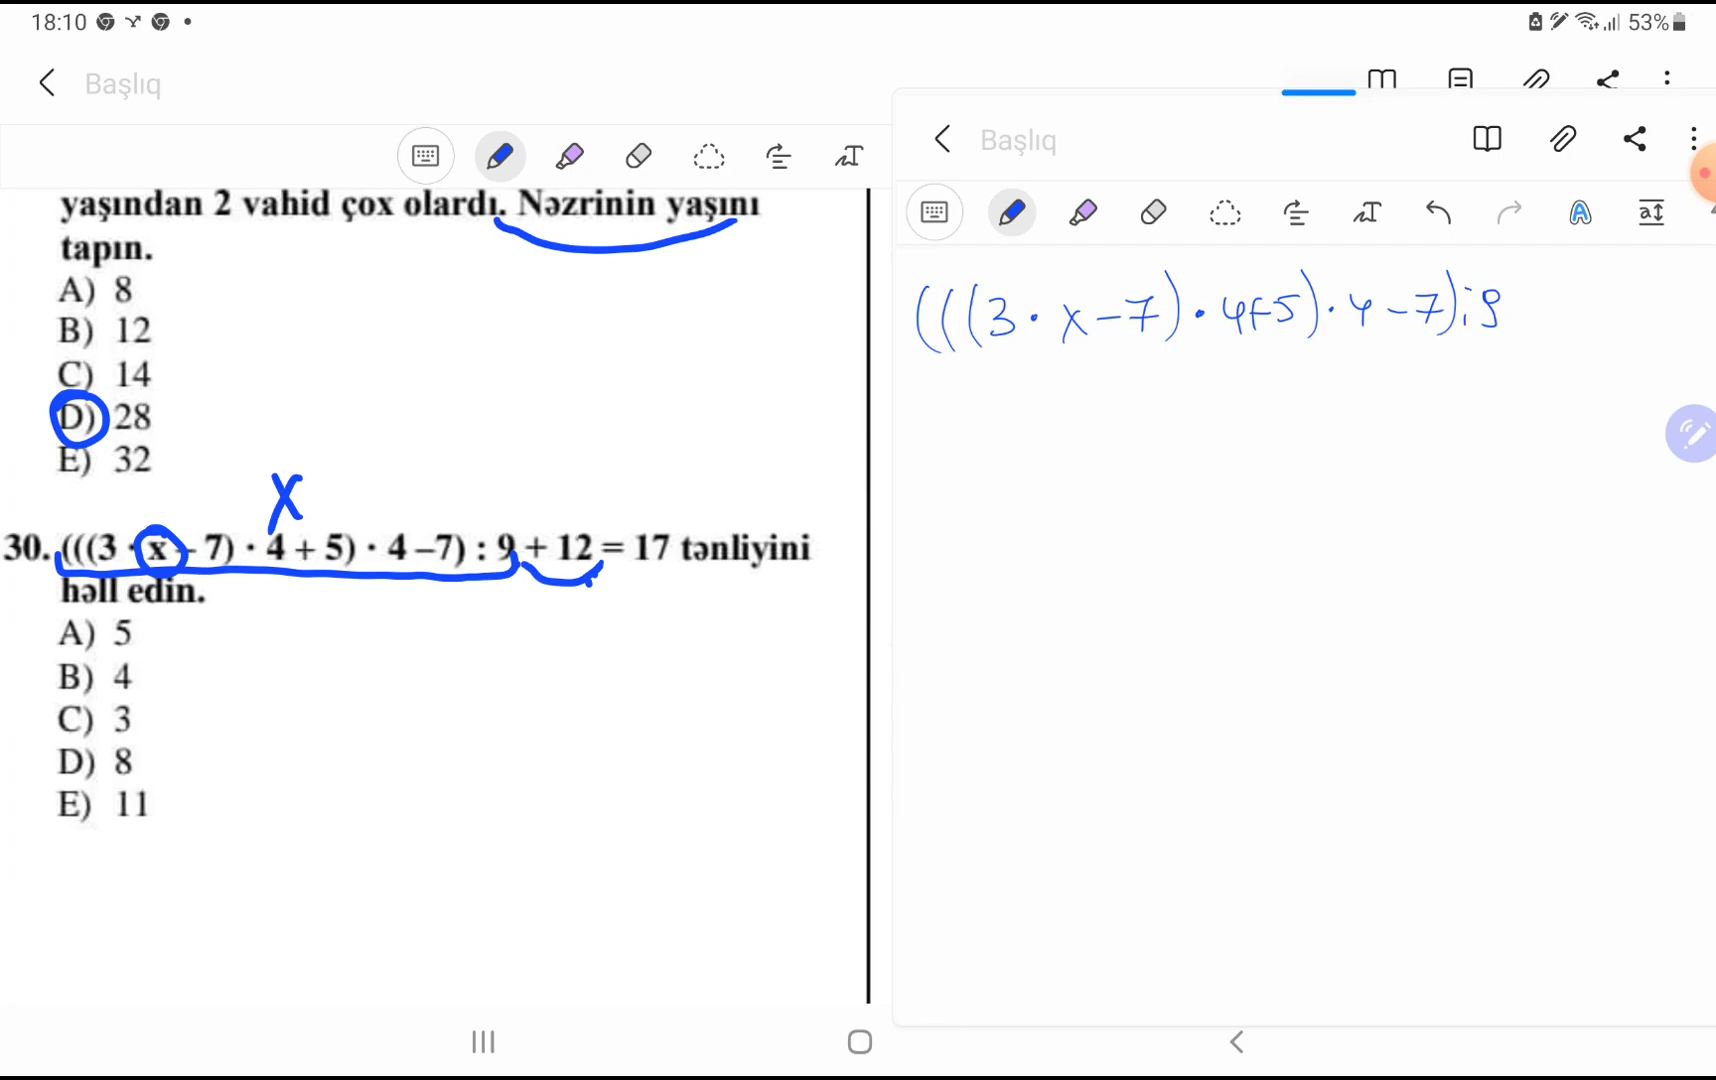 18:10
53%
Başlıq
yaşından 2 vahid çox olardı. Nəzrinin yaşını
tapın.
A) 8
B) 12
C) 14
D) 28
E) 32
X
30. (((3 · x – 7) · 4 + 5) · 4 –7) : 9 + 12 = 17 tənliyini
həll edin.
A) 5
B) 4
C) 3
D) 8
E) 11
Başlıq
(((3 · x – 7) · 4+5) · 4 – 7) : 9